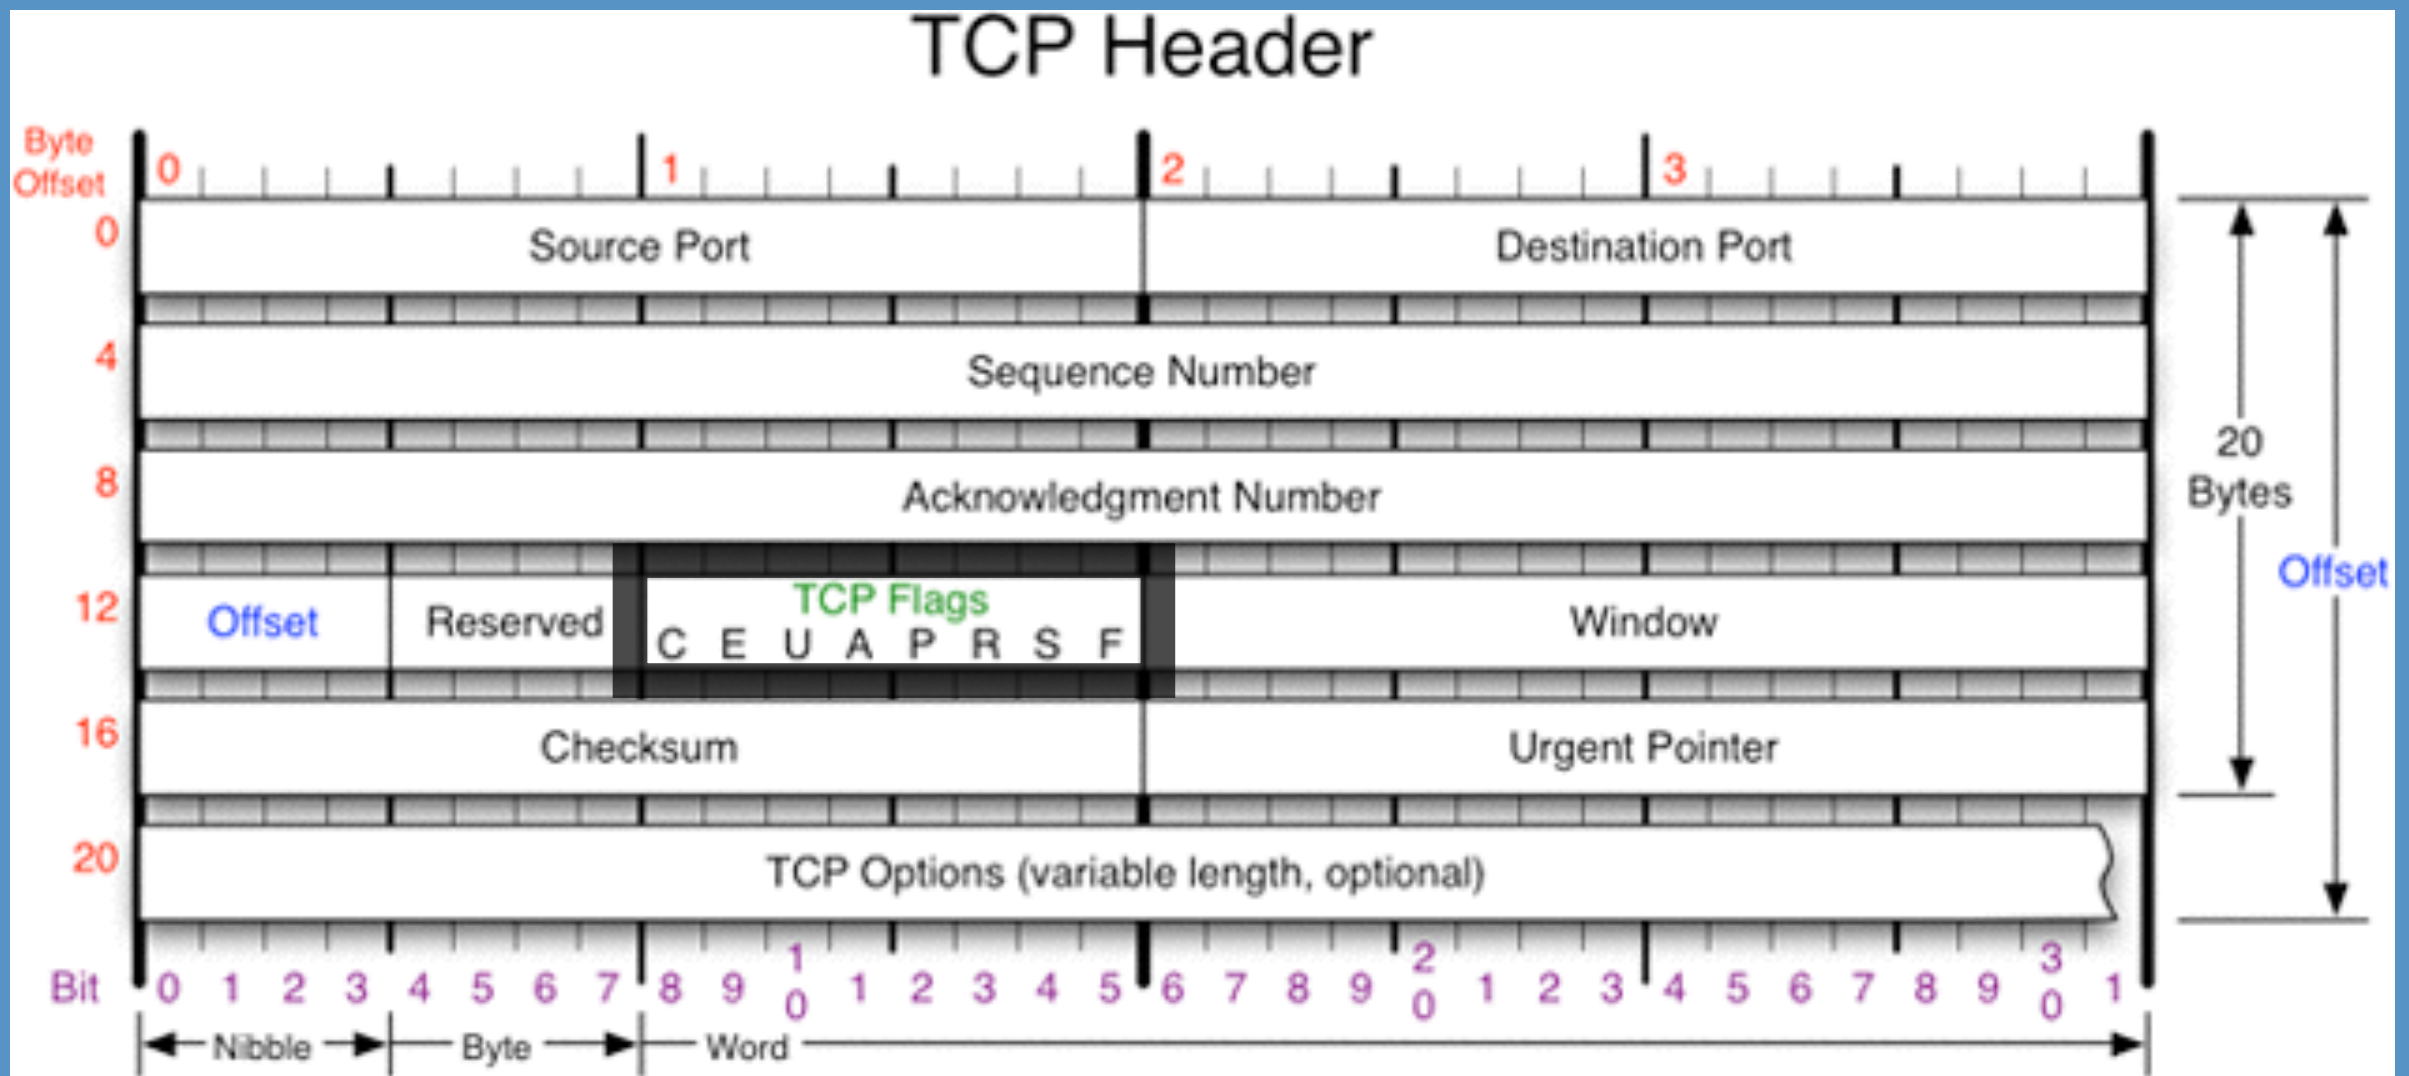 TCP Header
Byte
Offset
0 1 2 3
0 Source Port Destination Port
4 Sequence Number
8 Acknowledgment Number
20
Bytes
Offset
12 Offset Reserved TCP Flags Window
C E U A P R S F
16 Checksum Urgent Pointer
20 TCP Options (variable length, optional)
Bit 0 1 2 3 4 5 6 7 8 9 10 1 2 3 4 5 6 7 8 9 20 1 2 3 4 5 6 7 8 9 30 1
Nibble Byte Word